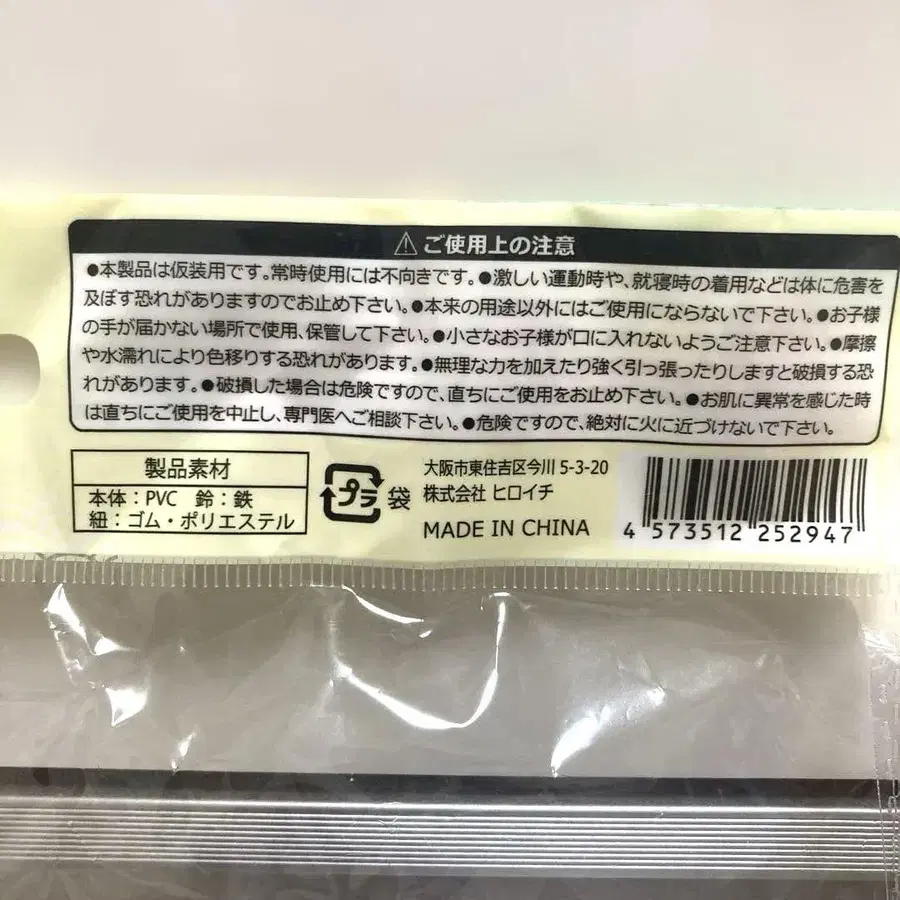 ⚠ご使用上の注意
●本製品は仮装用です。常時使用には不向きです。●激しい運動時や、就寝時の着用などは体に危害を
及ぼす恐れがありますのでお止め下さい。●本来の用途以外にはご使用にならないで下さい。●お子様
の手が届かない場所で使用、保管して下さい。●小さなお子様が口に入れないようご注意下さい。●摩擦
や水濡れにより色移りする恐れがあります。●無理な力を加えたり強く引っ張ったりしますと破損する恐
れがあります。●破損した場合は危険ですので、直ちにご使用をお止め下さい。●お肌に異常を感じた時
は直ちにご使用を中止し、専門医へご相談下さい。●危険ですので、絶対に火に近づけないで下さい。
製品素材
本体：PVC 鈴：鉄
紐：ゴム・ポリエステル
プラ 袋
大阪市東住吉区今川 5-3-20
株式会社 ヒロイチ
MADE IN CHINA
4 573512 252947